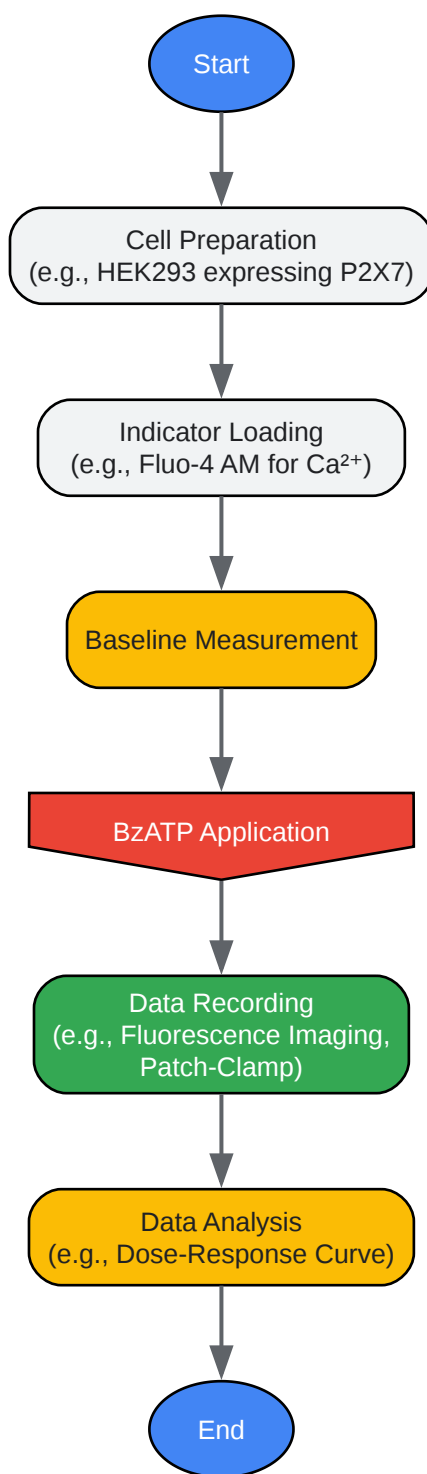 Start
Cell Preparation
(e.g., HEK293 expressing P2X7)
Indicator Loading
(e.g., Fluo-4 AM for Ca²⁺)
Baseline Measurement
BzATP Application
Data Recording
(e.g., Fluorescence Imaging,
Patch-Clamp)
Data Analysis
(e.g., Dose-Response Curve)
End